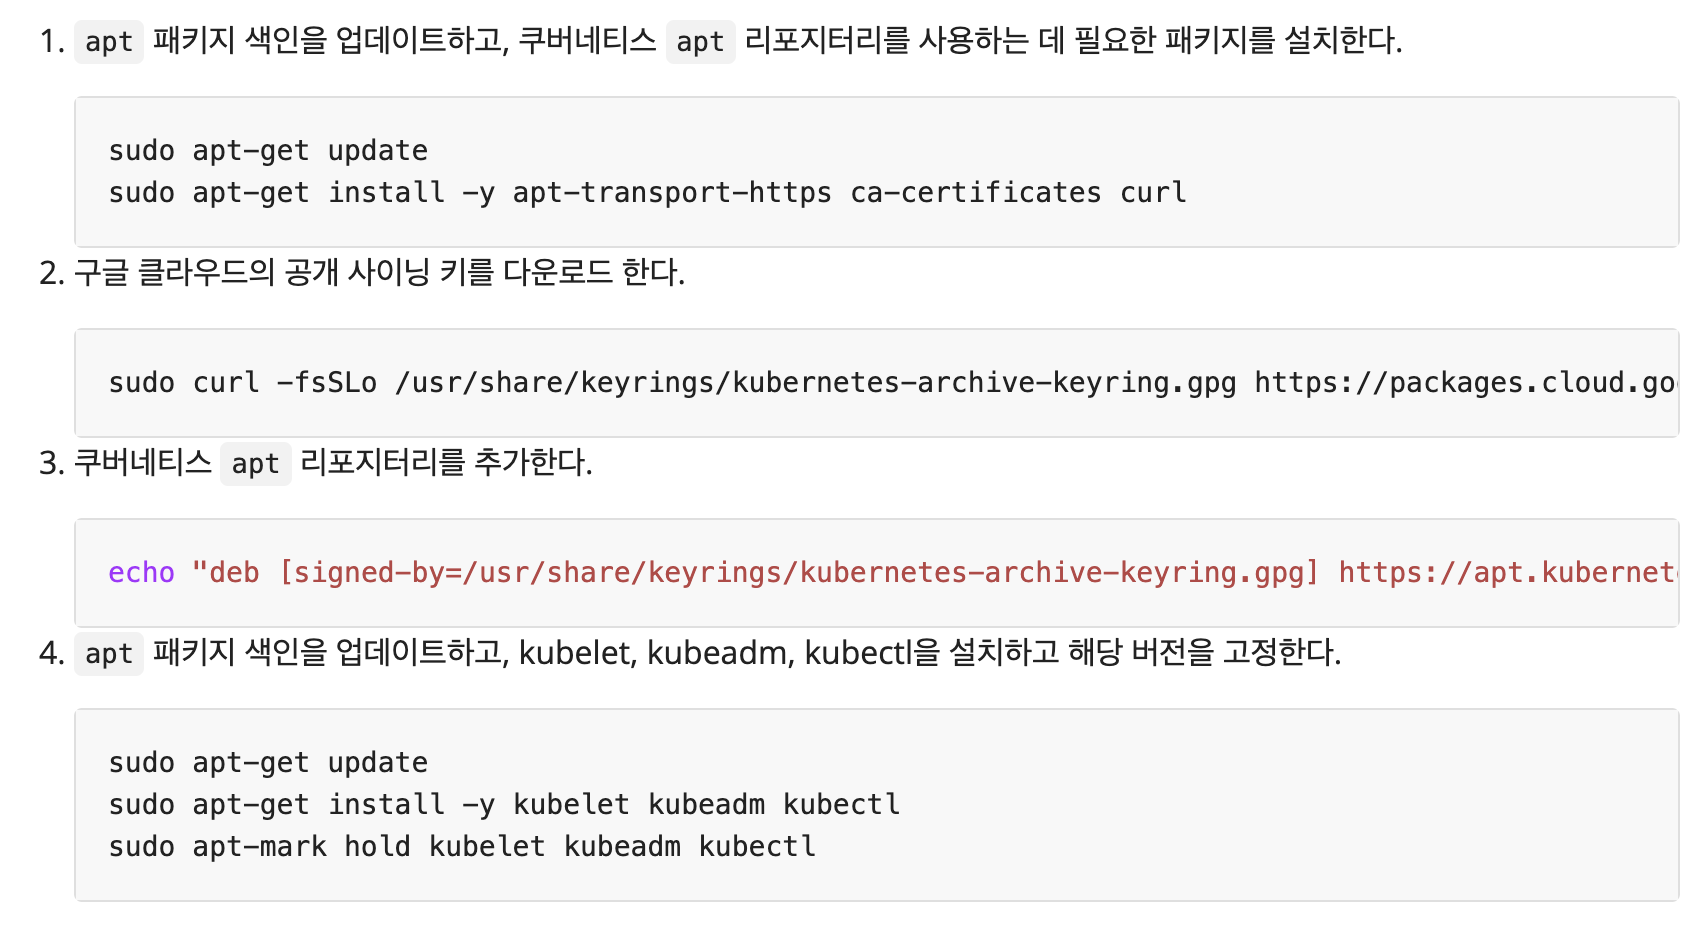 1. apt 패키지 색인을 업데이트하고, 쿠버네티스 apt 리포지터리를 사용하는 데 필요한 패키지를 설치한다.
sudo apt-get update
sudo apt-get install -y apt-transport-https ca-certificates curl
2. 구글 클라우드의 공개 사이닝 키를 다운로드 한다.
sudo curl -fsSLo /usr/share/keyrings/kubernetes-archive-keyring.gpg https://packages.cloud.go
3. 쿠버네티스 apt 리포지터리를 추가한다.
echo "deb [signed-by=/usr/share/keyrings/kubernetes-archive-keyring.gpg] https://apt.kubernet
4. apt 패키지 색인을 업데이트하고, kubelet, kubeadm, kubectl을 설치하고 해당 버전을 고정한다.
sudo apt-get update
sudo apt-get install -y kubelet kubeadm kubectl
sudo apt-mark hold kubelet kubeadm kubectl